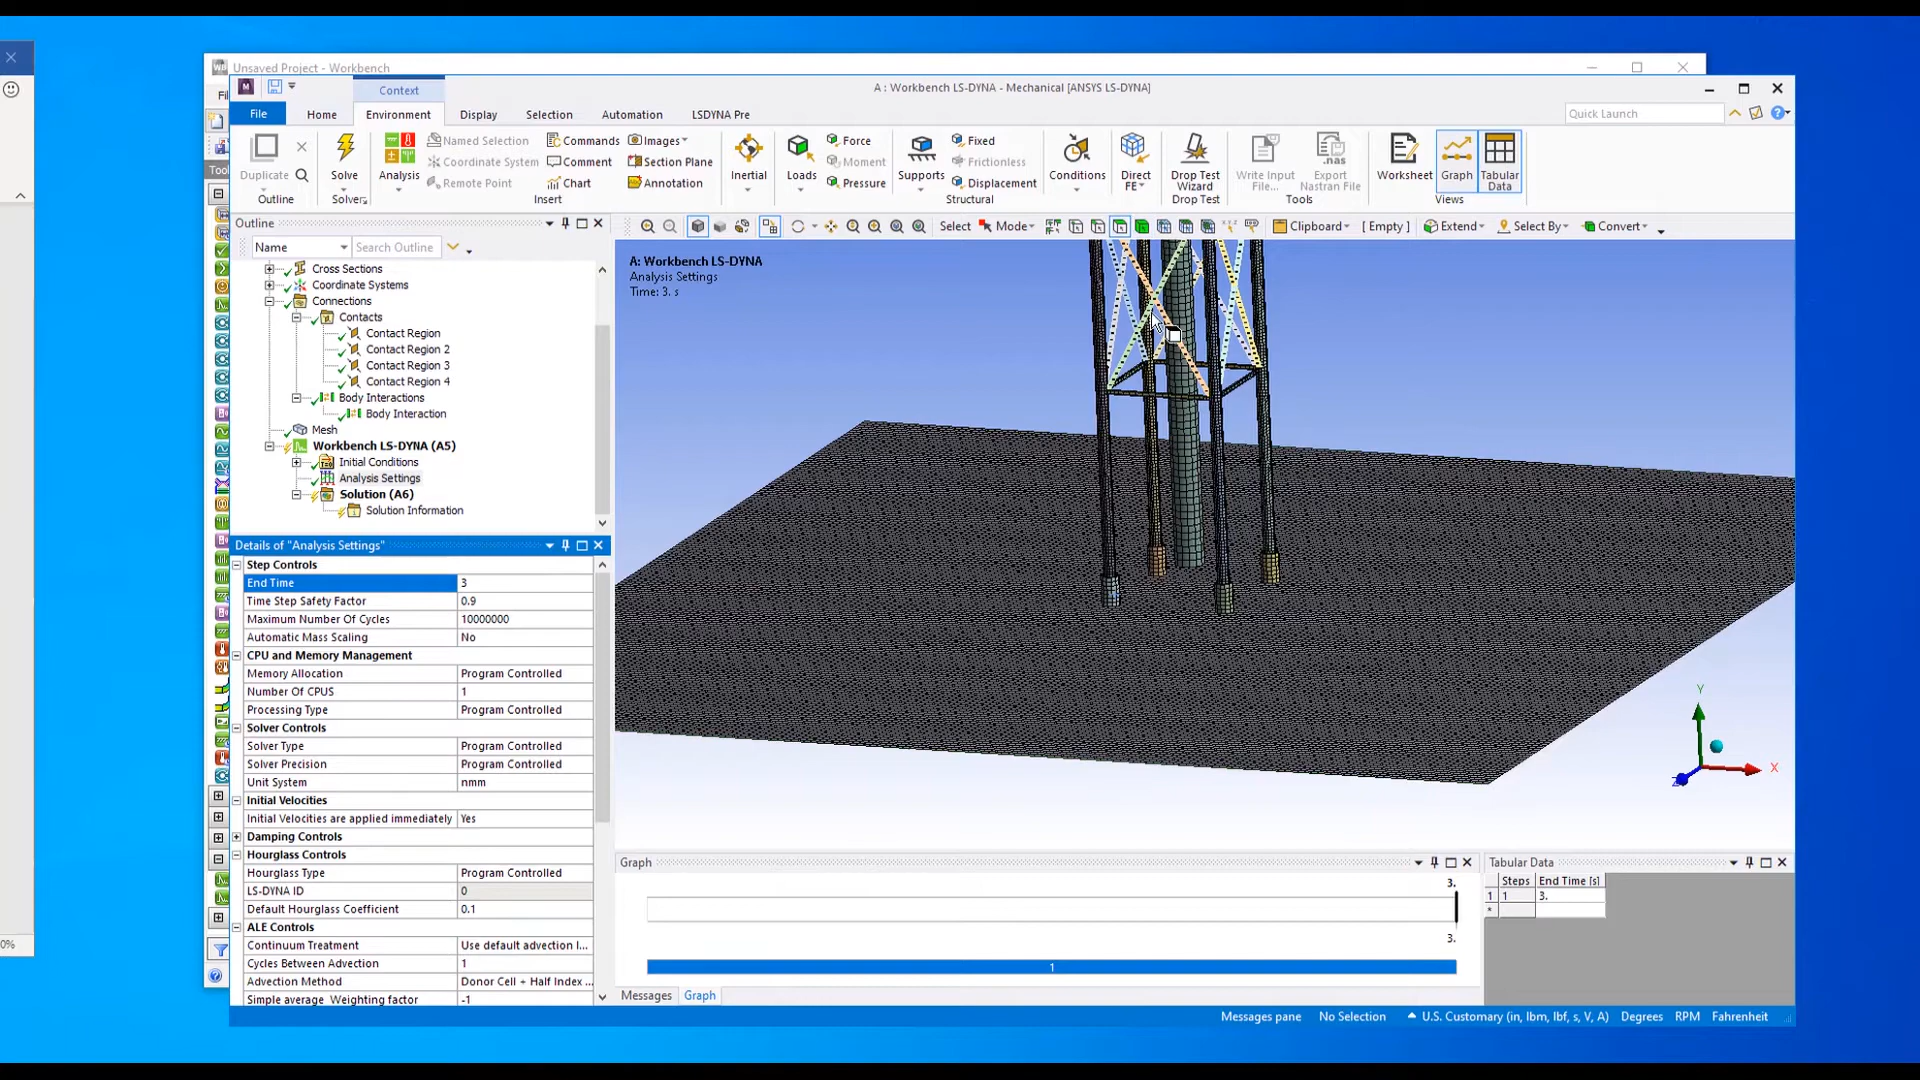 Unsaved Project - Workbench
Context
A : Workbench LS-DYNA - Mechanical [ANSYS LS-DYNA]
File
Home
Environment
Display
Selection
Automation
LSDYNA Pre
Quick Launch
Duplicate
Outline
Solve
Solver
Analysis
Named Selection
Coordinate System
Remote Point
Commands
Comment
Chart
Images
Section Plane
Annotation
Insert
Inertial
Loads
Force
Moment
Pressure
Supports
Fixed
Frictionless
Displacement
Structural
Conditions
Direct FE
Drop Test Wizard
Drop Test
Write Input File...
.nas
Export Nastran File
Tools
Worksheet
Graph
Tabular Data
Views
Outline
Name
Search Outline
Cross Sections
Coordinate Systems
Connections
Contacts
Contact Region
Contact Region 2
Contact Region 3
Contact Region 4
Body Interactions
Body Interaction
Mesh
Workbench LS-DYNA (A5)
Initial Conditions
Analysis Settings
Solution (A6)
Solution Information
Select
Mode
Clipboard
[ Empty ]
Extend
Select By
Convert
A: Workbench LS-DYNA
Analysis Settings
Time: 3. s
Y
X
Z
Details of "Analysis Settings"
Step Controls
End Time 3
Time Step Safety Factor 0.9
Maximum Number Of Cycles 10000000
Automatic Mass Scaling No
CPU and Memory Management
Memory Allocation Program Controlled
Number Of CPUS 1
Processing Type Program Controlled
Solver Controls
Solver Type Program Controlled
Solver Precision Program Controlled
Unit System nmm
Initial Velocities
Initial Velocities are applied immediately Yes
Damping Controls
Hourglass Controls
Hourglass Type Program Controlled
LS-DYNA ID 0
Default Hourglass Coefficient 0.1
ALE Controls
Continuum Treatment Use default advection l...
Cycles Between Advection 1
Advection Method Donor Cell + Half Index ...
Simple average Weighting factor -1
Graph
3.
3.
1
Messages
Graph
Tabular Data
Steps End Time [s]
1 1 3.
*
Messages pane
No Selection
U.S. Customary (in, lbm, lbf, s, V, A)
Degrees
RPM
Fahrenheit
0%